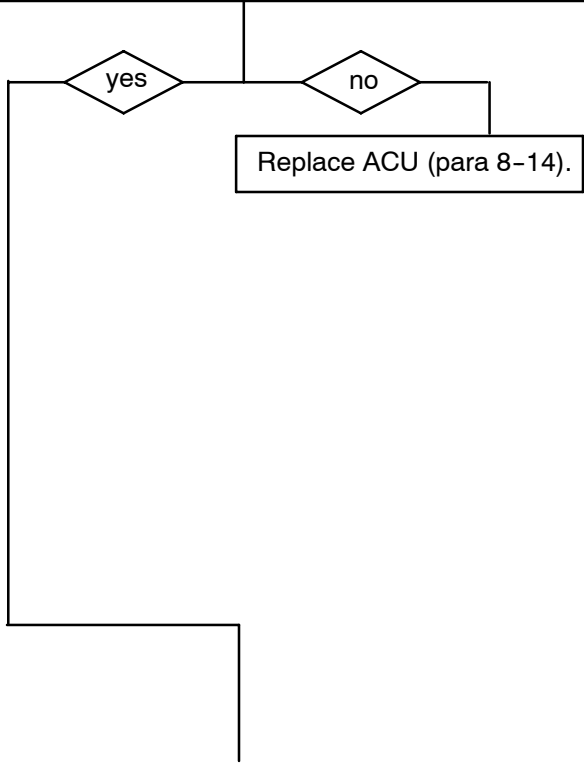 yes
no
Replace ACU (para 8-14).